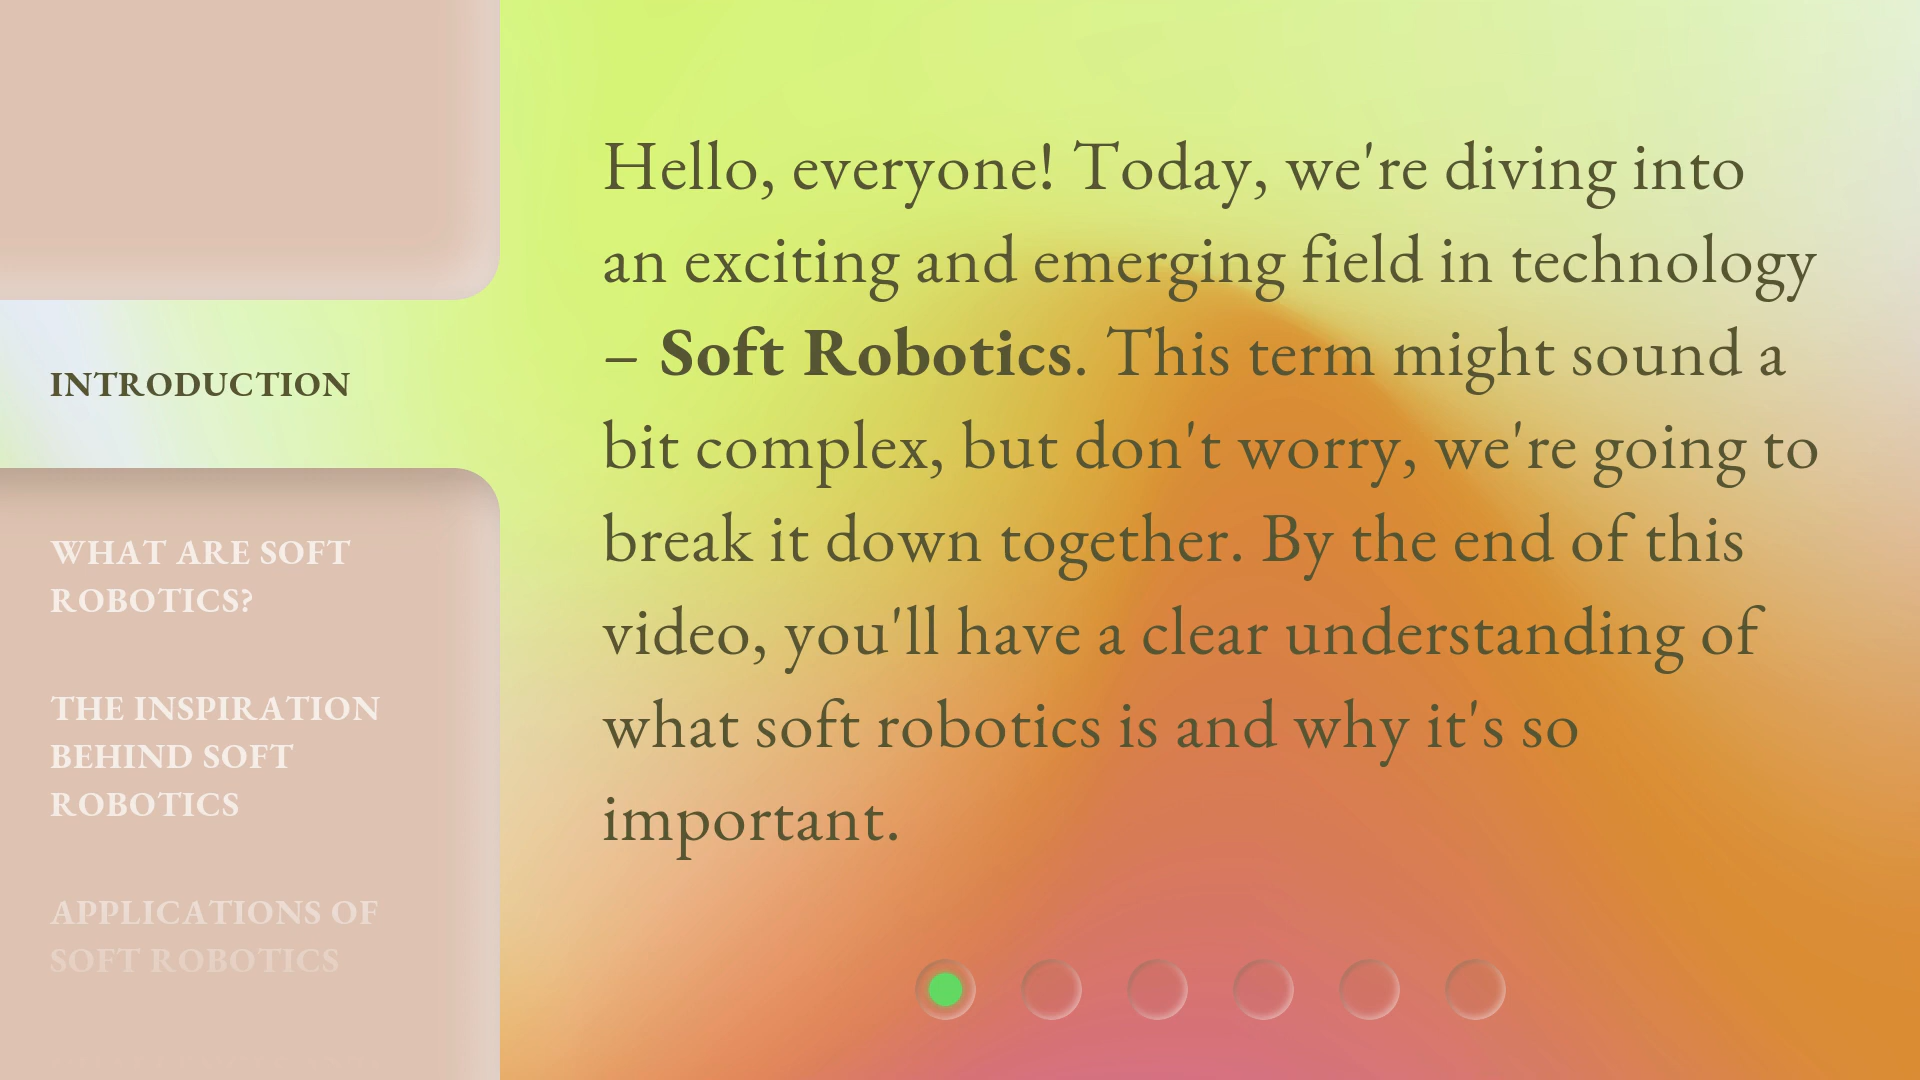 INTRODUCTION
WHAT ARE SOFT
ROBOTICS?
THE INSPIRATION
BEHIND SOFT
ROBOTICS
APPLICATIONS OF
SOFT ROBOTICS
Hello, everyone! Today, we're diving into
an exciting and emerging field in technology
– Soft Robotics. This term might sound a
bit complex, but don't worry, we're going to
break it down together. By the end of this
video, you'll have a clear understanding of
what soft robotics is and why it's so
important.